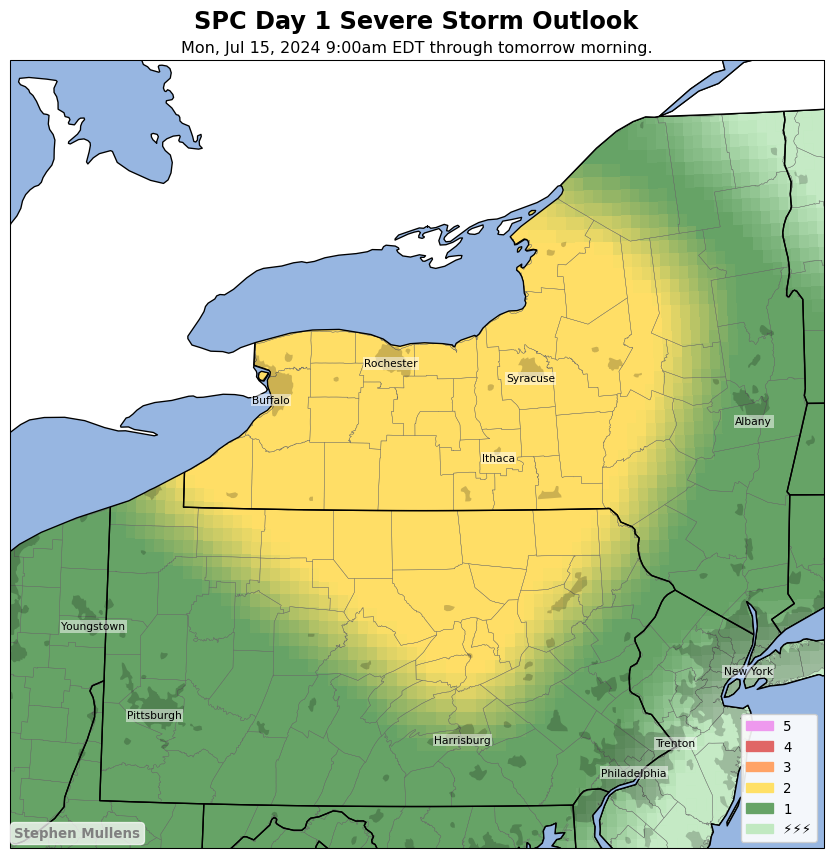 SPC Day 1 Severe Storm Outlook
Mon, Jul 15, 2024 9:00am EDT through tomorrow morning.
Rochester
Syracuse
Buffalo
Albany
Ithaca
Youngstown
New York
Pittsburgh
Harrisburg
Trenton
Philadelphia
5
4
3
2
1
⚡⚡⚡
Stephen Mullens